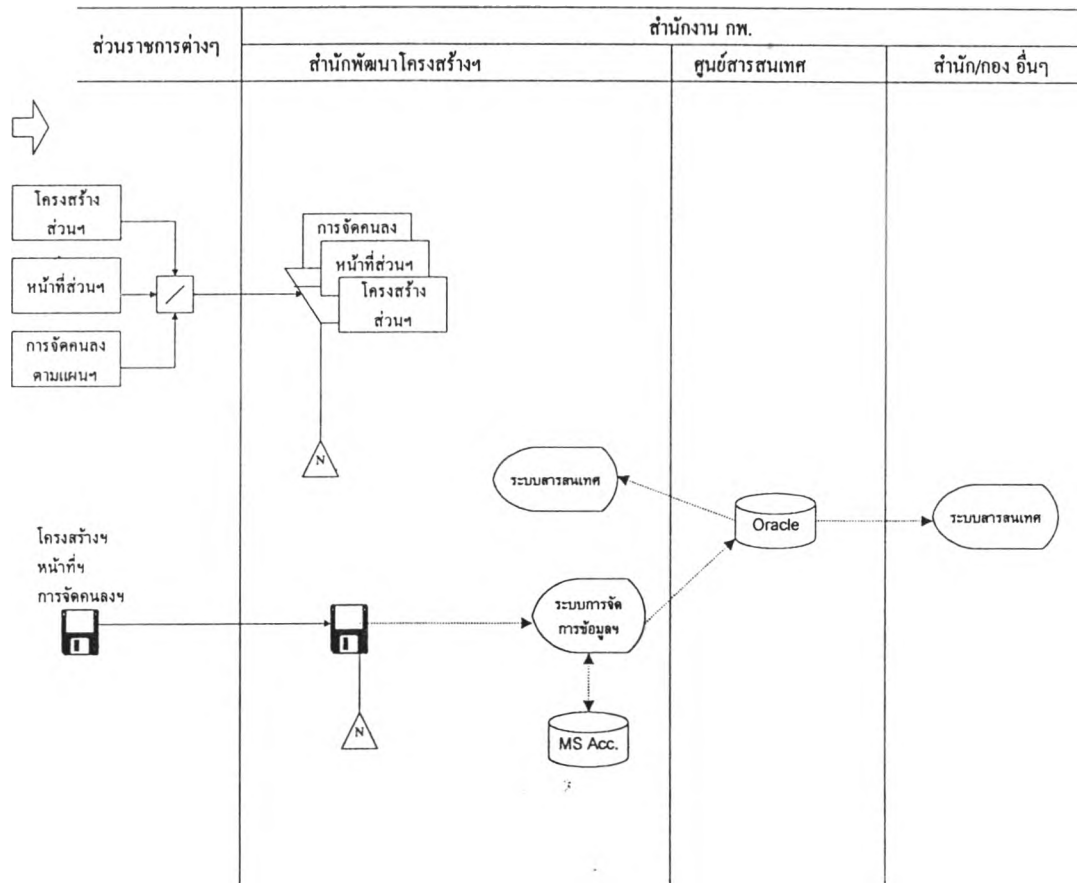 ส่วนราชการต่างๆ
สำนักงาน กพ.
สำนักพัฒนาโครงสร้างฯ
ศูนย์สารสนเทศ
สำนัก/กอง อื่นๆ
โครงสร้าง
ส่วนฯ
หน้าที่ส่วนฯ
การจัดคนลง
ตามแผนฯ
การจัดคนลง
หน้าที่ส่วนฯ
โครงสร้าง
ส่วนฯ
N
ระบบสารสนเทศ
Oracle
ระบบสารสนเทศ
โครงสร้างฯ
หน้าที่ฯ
การจัดคนลงฯ
ระบบการจัด
การข้อมูลฯ
N
MS Acc.